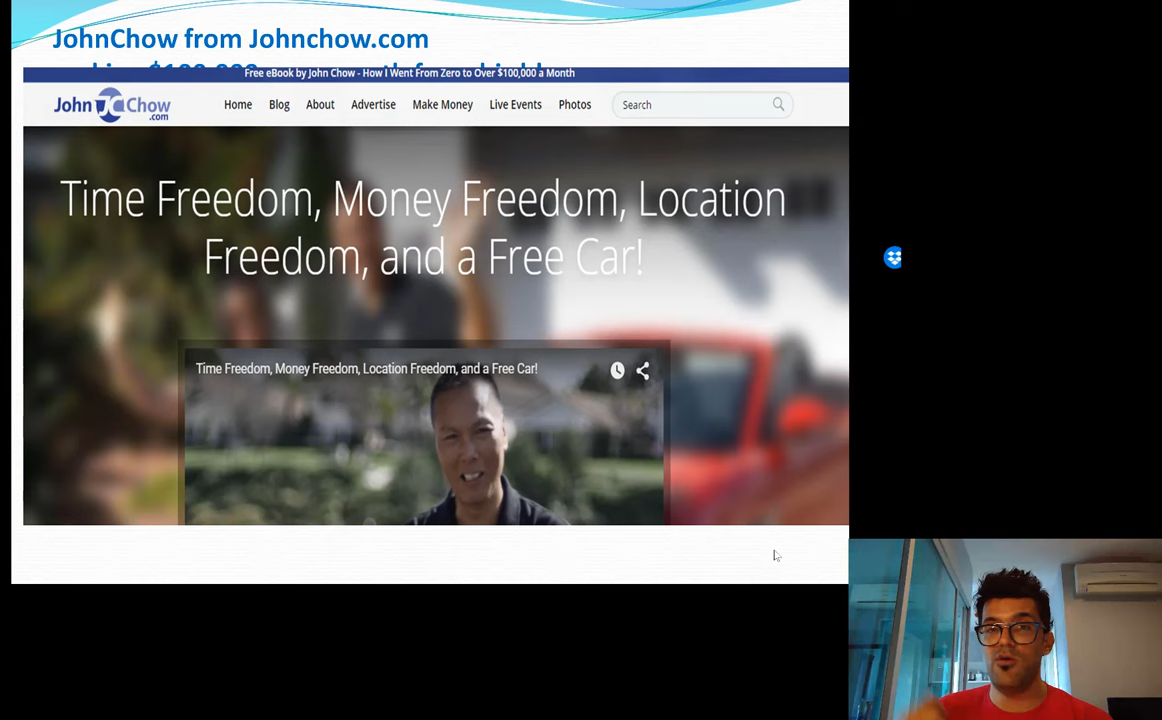 JohnChow from Johnchow.com
Free eBook by John Chow - How I Went From Zero to Over $100,000 a Month
John Chow
.com
Home Blog About Advertise Make Money Live Events Photos Search
Time Freedom, Money Freedom, Location
Freedom, and a Free Car!
Time Freedom, Money Freedom, Location Freedom, and a Free Car!